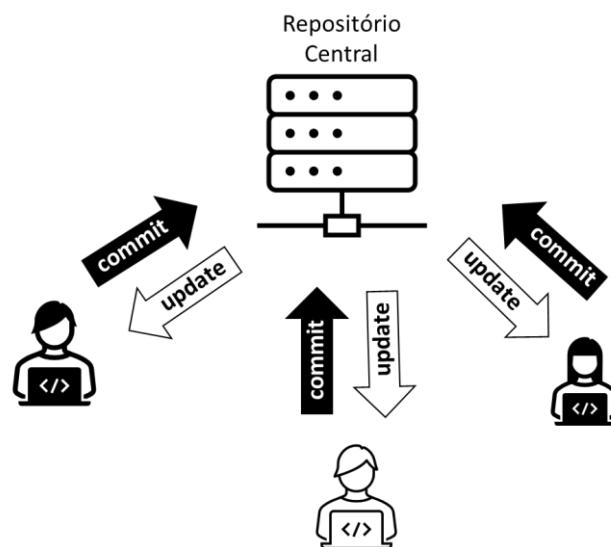 Repositório
Central
commit
update
commit
update
update
commit
</>
</>
</>